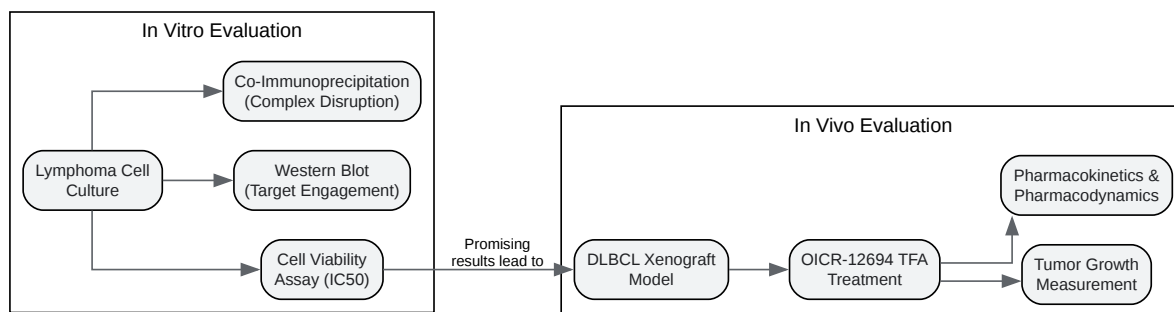 In Vitro Evaluation
Co-Immunoprecipitation
(Complex Disruption)
Lymphoma Cell
Culture
Western Blot
(Target Engagement)
Cell Viability
Assay (IC50)
Promising
results lead to
In Vivo Evaluation
DLBCL Xenograft
Model
OICR-12694 TFA
Treatment
Pharmacokinetics &
Pharmacodynamics
Tumor Growth
Measurement